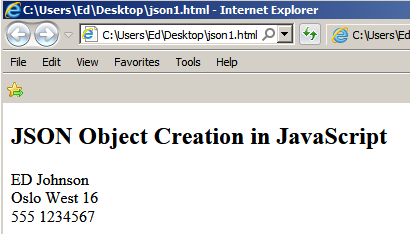 C:\Users\Ed\Desktop\json1.html - Internet Explorer
C:\Users\Ed\Desktop\json1.html C:\Users\Ed
File Edit View Favorites Tools Help
JSON Object Creation in JavaScript
ED Johnson
Oslo West 16
555 1234567